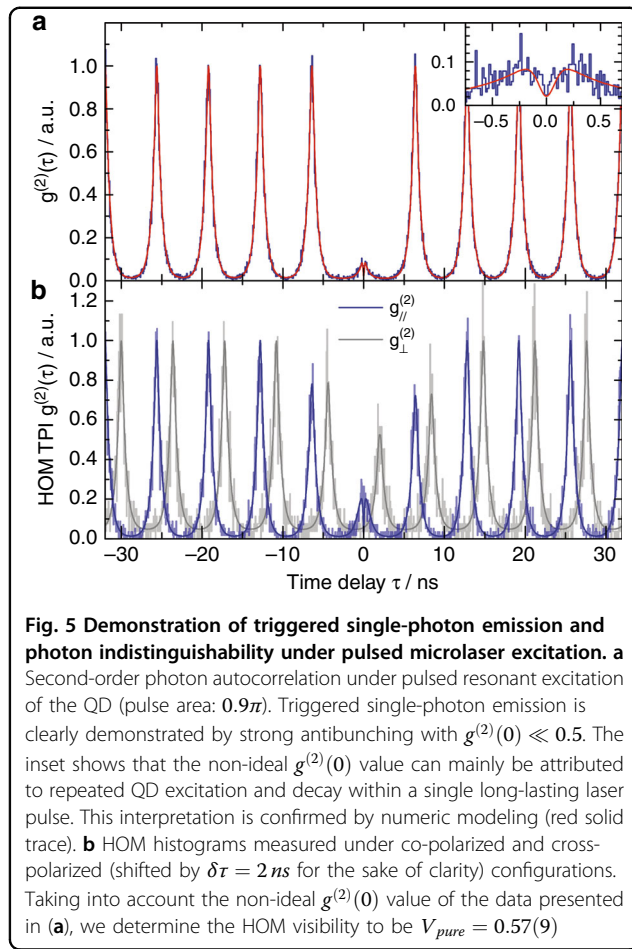 a
g(2)(τ) / a.u.
1.0
0.8
0.6
0.4
0.2
0.0
0.1
0.0
−0.5 0.0 0.5
b
HOM TPI g(2)(τ) / a.u.
1.2
1.0
0.8
0.6
0.4
0.2
0.0
g(2)//
g(2)⊥
−30 −20 −10 0 10 20 30
Time delay τ / ns
Fig. 5 Demonstration of triggered single-photon emission and
photon indistinguishability under pulsed microlaser excitation. a
Second-order photon autocorrelation under pulsed resonant excitation
of the QD (pulse area: 0.9π). Triggered single-photon emission is
clearly demonstrated by strong antibunching with g(2)(0) ≪ 0.5. The
inset shows that the non-ideal g(2)(0) value can mainly be attributed
to repeated QD excitation and decay within a single long-lasting laser
pulse. This interpretation is confirmed by numeric modeling (red solid
trace). b HOM histograms measured under co-polarized and cross-
polarized (shifted by δτ = 2 ns for the sake of clarity) configurations.
Taking into account the non-ideal g(2)(0) value of the data presented
in (a), we determine the HOM visibility to be Vpure = 0.57(9)